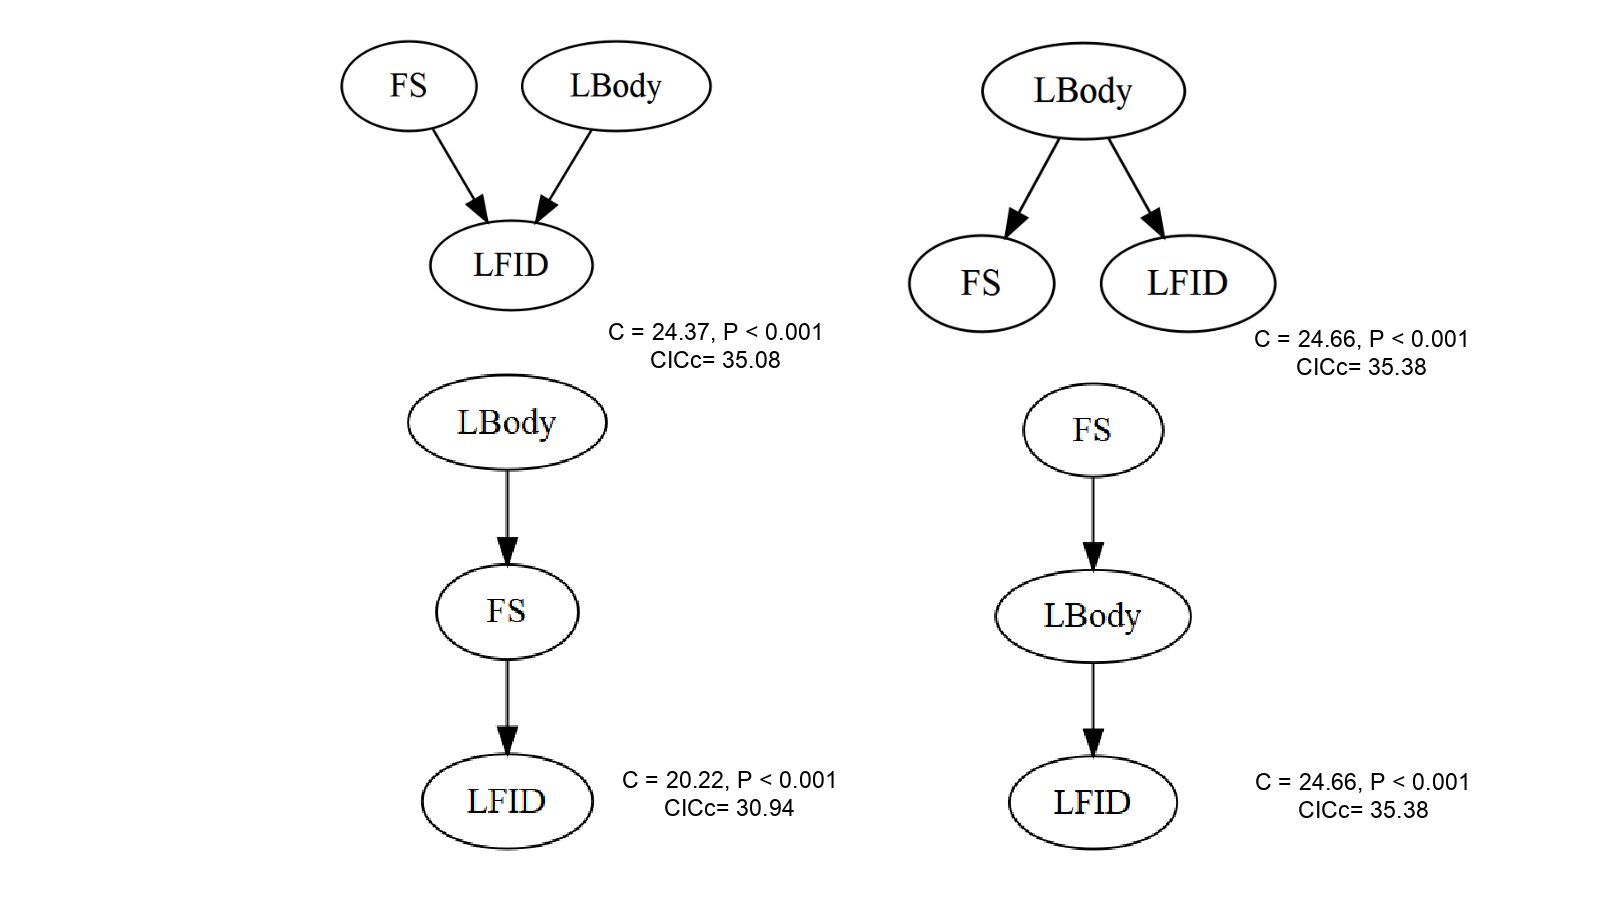 FS
LBody
LFID
C = 24.37, P < 0.001
CICc= 35.08
LBody
FS
LFID
C = 24.66, P < 0.001
CICc= 35.38
LBody
FS
LFID
C = 20.22, P < 0.001
CICc= 30.94
FS
LBody
LFID
C = 24.66, P < 0.001
CICc= 35.38